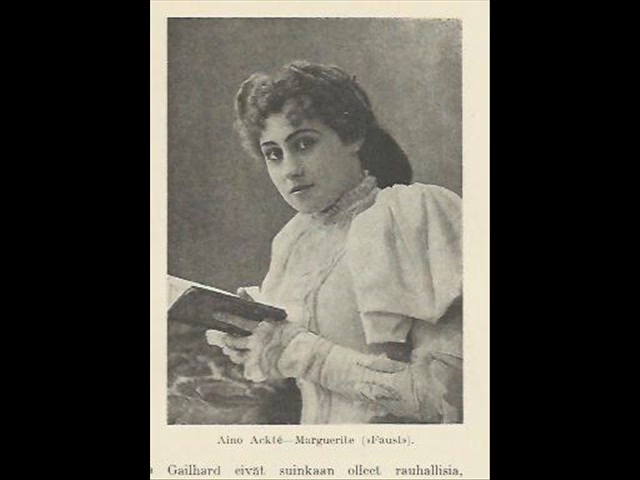 Aino Ackté—Marguerite (»Faust»).
Gailhard eivät suinkaan olleet rauhallisia,